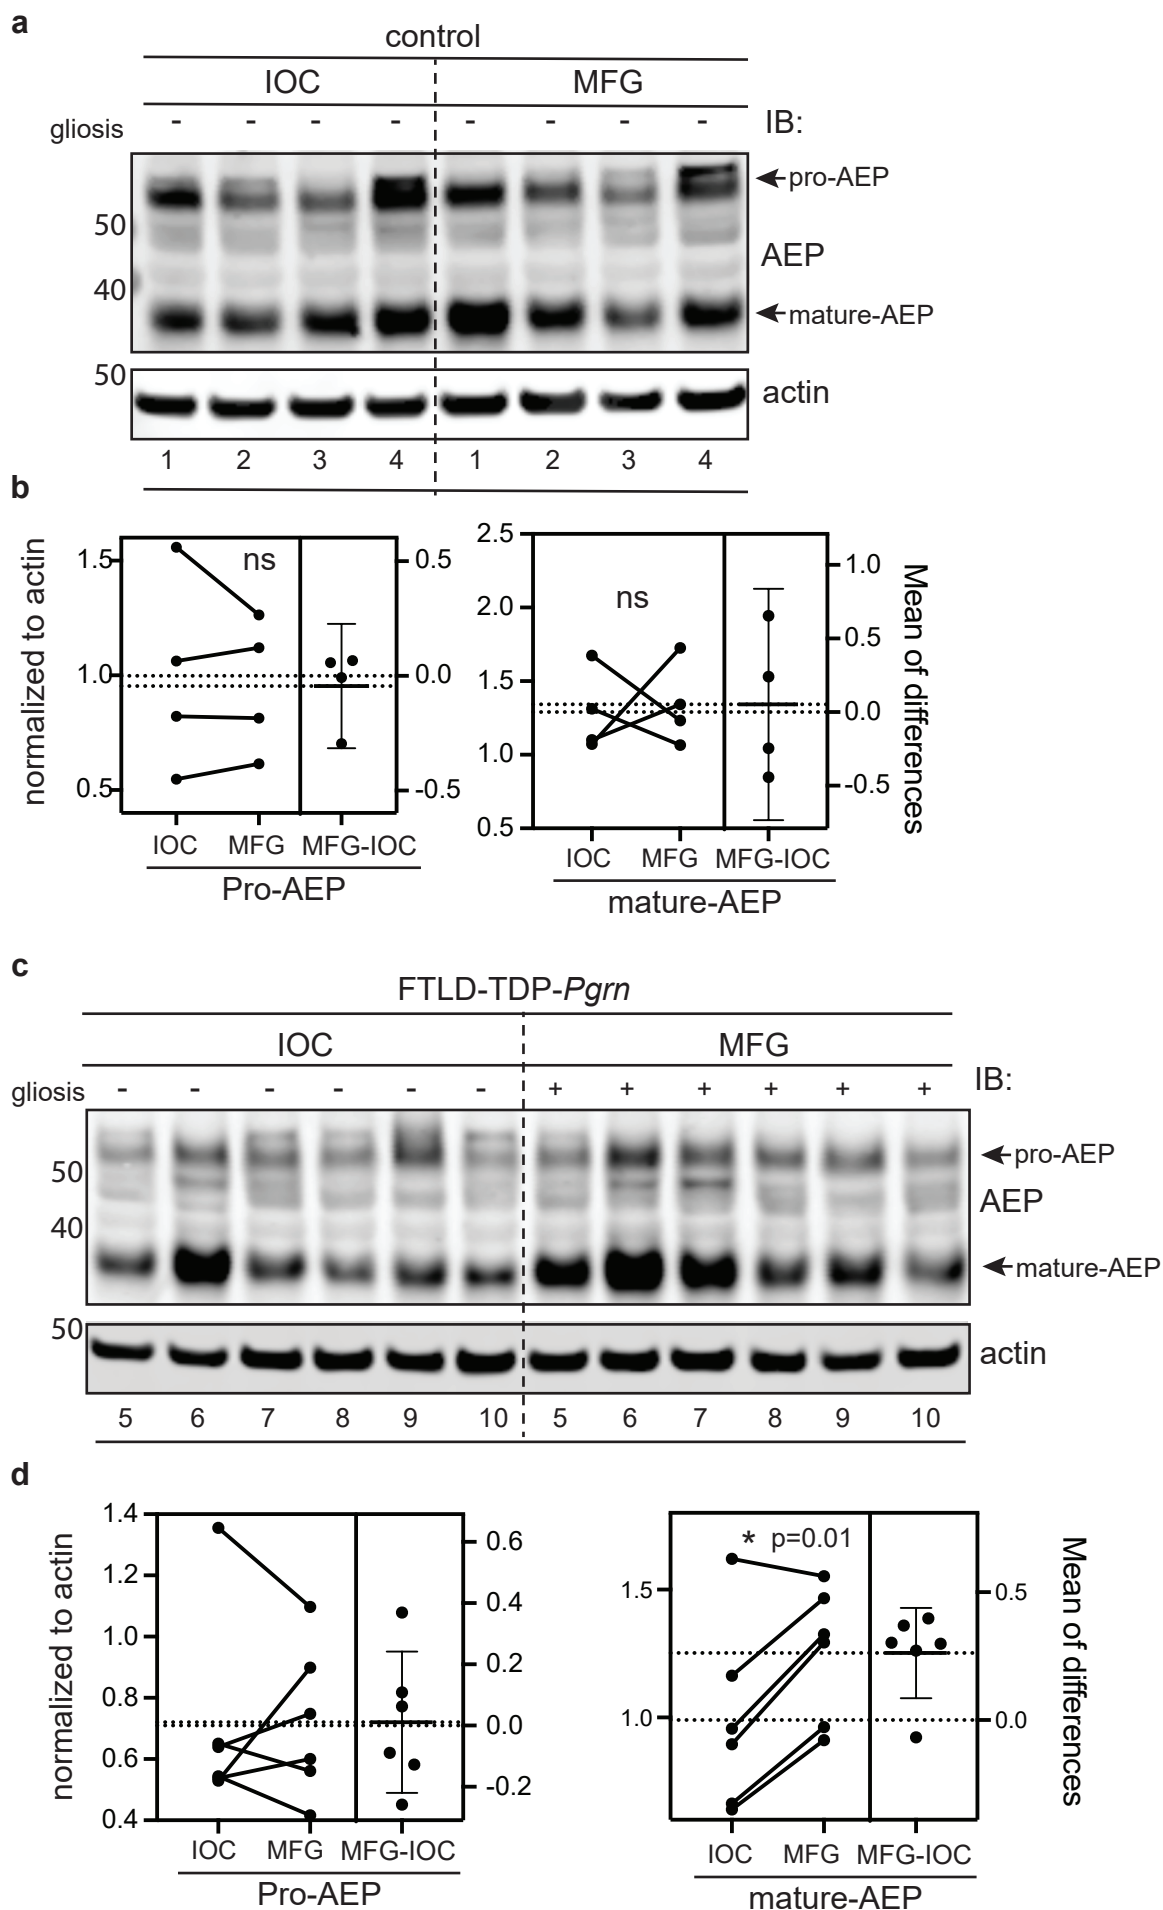 a
control
IOC MFG
gliosis - - - - - - - - IB:
pro-AEP
50
AEP
40
mature-AEP
50
actin
1 2 3 4 1 2 3 4
b
normalized to actin
1.5
1.0
0.5
ns
0.5
0.0
-0.5
IOC MFG MFG-IOC
Pro-AEP
2.5
2.0
1.5
1.0
0.5
ns
1.0
0.5
0.0
-0.5
Mean of differences
IOC MFG MFG-IOC
mature-AEP
c
FTLD-TDP-Pgrn
IOC MFG
gliosis - - - - - - + + + + + + IB:
pro-AEP
50
AEP
40
mature-AEP
50
actin
5 6 7 8 9 10 5 6 7 8 9 10
d
normalized to actin
1.4
1.2
1.0
0.8
0.6
0.4
0.6
0.4
0.2
0.0
-0.2
IOC MFG MFG-IOC
Pro-AEP
* p=0.01
1.5
1.0
0.5
0.0
Mean of differences
IOC MFG MFG-IOC
mature-AEP